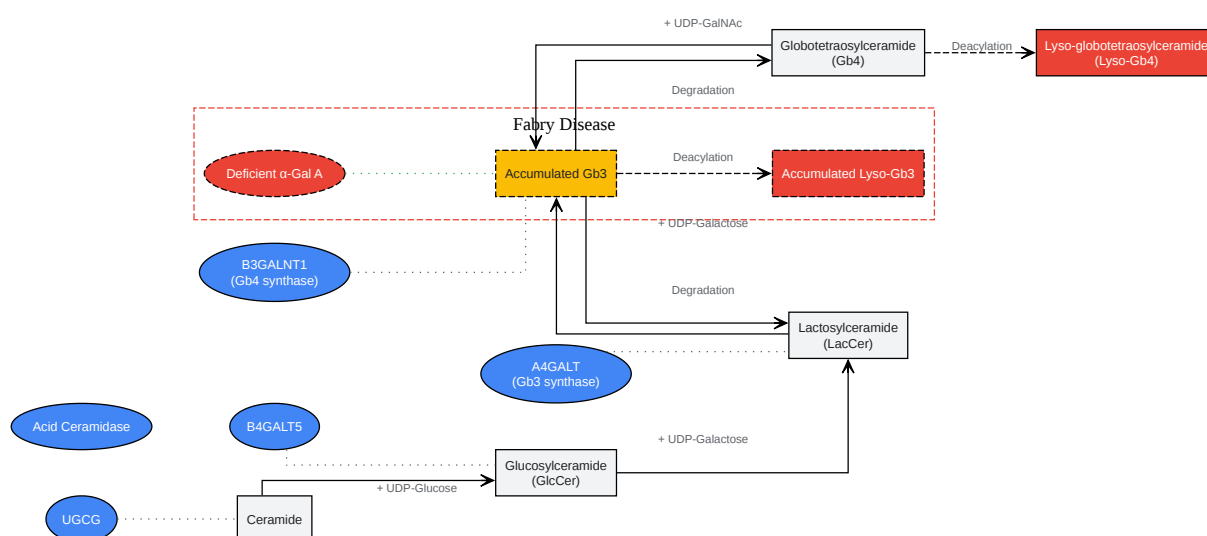 + UDP-GalNAc
Globotetraosylceramide
(Gb4)
Deacylation
Lyso-globotetraosylceramide
(Lyso-Gb4)
Degradation
Fabry Disease
Deficient α-Gal A
Accumulated Gb3
Deacylation
Accumulated Lyso-Gb3
+ UDP-Galactose
B3GALNT1
(Gb4 synthase)
Degradation
Lactosylceramide
(LacCer)
A4GALT
(Gb3 synthase)
Acid Ceramidase
B4GALT5
+ UDP-Galactose
Glucosylceramide
(GlcCer)
+ UDP-Glucose
UGCG
Ceramide